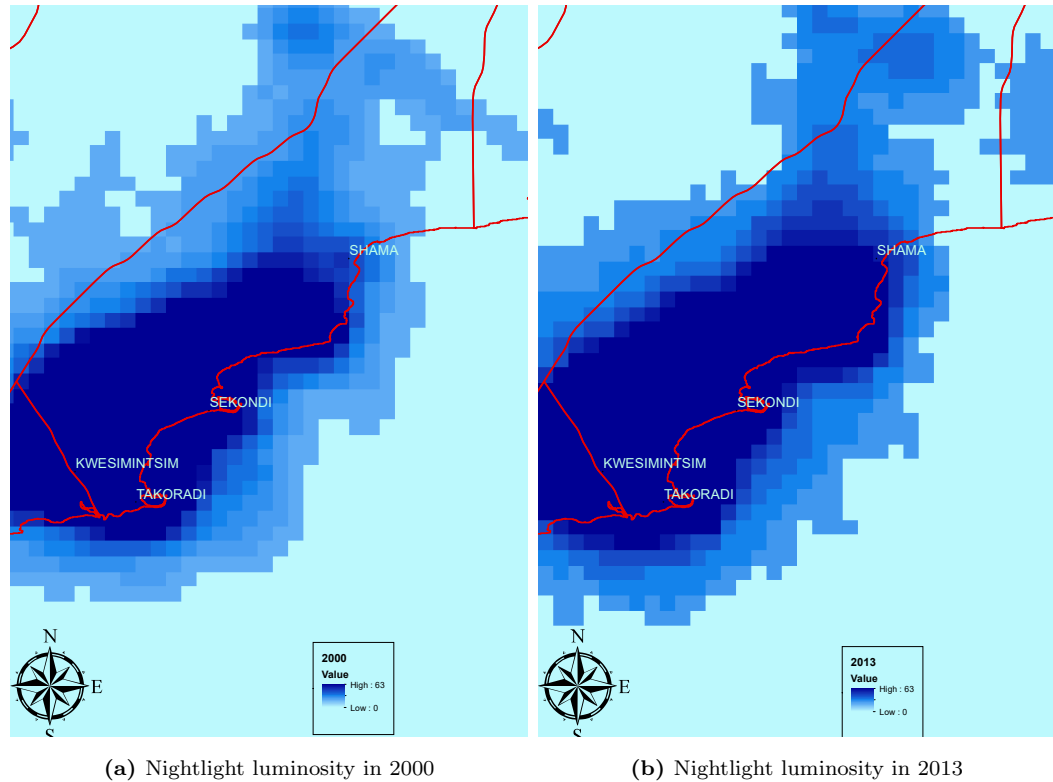 SHAMA
SEKONDI
KWESIMINTSIM
TAKORADI
N
E
S
2000
Value
High : 63
Low : 0
(a) Nightlight luminosity in 2000
SHAMA
SEKONDI
KWESIMINTSIM
TAKORADI
N
E
S
2013
Value
High : 63
Low : 0
(b) Nightlight luminosity in 2013